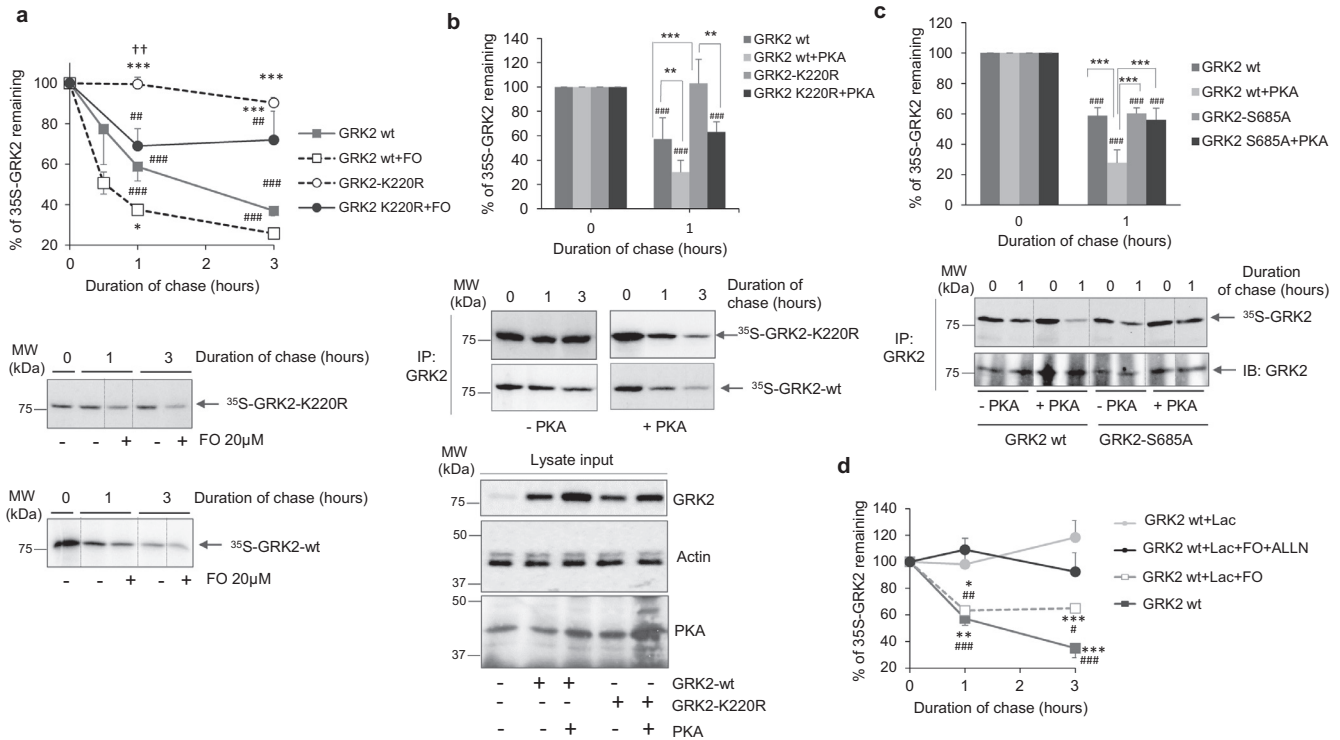 a
% of 35S-GRK2 remaining
120
100
80
60
40
20
††
***
***
***
##
##
###
###
###
###
*
0
1
2
3
Duration of chase (hours)
GRK2 wt
GRK2 wt+FO
GRK2-K220R
GRK2 K220R+FO
MW
(kDa)
0 1 3 Duration of chase (hours)
75
35S-GRK2-K220R
- - + - + FO 20µM
MW
(kDa)
0 1 3 Duration of chase (hours)
75
35S-GRK2-wt
- - + - + FO 20µM
b
% of 35S-GRK2 remaining
140
120
100
80
60
40
20
0
*** **
**
### ### ###
0 1
Duration of chase (hours)
GRK2 wt
GRK2 wt+PKA
GRK2-K220R
GRK2 K220R+PKA
MW
(kDa)
0 1 3 0 1 3 Duration of
chase (hours)
IP:
GRK2
75
35S-GRK2-K220R
75
35S-GRK2-wt
- PKA + PKA
MW
(kDa)
Lysate input
75
GRK2
50
Actin
37
50
PKA
37
- + + - - GRK2-wt
- - - + + GRK2-K220R
- - + - + PKA
c
% of 35S-GRK2 remaining
120
100
80
60
40
20
0
*** ***
***
### ### ### ###
0 1
Duration of chase (hours)
GRK2 wt
GRK2 wt+PKA
GRK2-S685A
GRK2 S685A+PKA
MW
(kDa)
0 1 0 1 0 1 0 1 Duration
of chase (hours)
IP:
GRK2
75
35S-GRK2
75
IB: GRK2
- PKA + PKA - PKA + PKA
GRK2 wt GRK2-S685A
d
% of 35S-GRK2 remaining
140
120
100
80
60
40
20
*
##
**
###
***
#
***
###
0 1 2 3
Duration of chase (hours)
GRK2 wt+Lac
GRK2 wt+Lac+FO+ALLN
GRK2 wt+Lac+FO
GRK2 wt